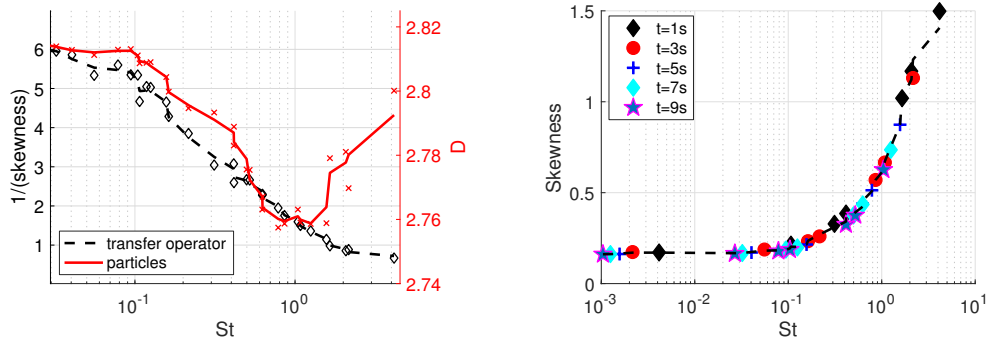 6
5
4
3
2
1
1/(skewness)
2.82
2.8
2.78
2.76
2.74
D
transfer operator
particles
10^-1
10^0
St
1.5
1
0.5
0
Skewness
t=1s
t=3s
t=5s
t=7s
t=9s
10^-3
10^-2
10^-1
10^0
10^1
St